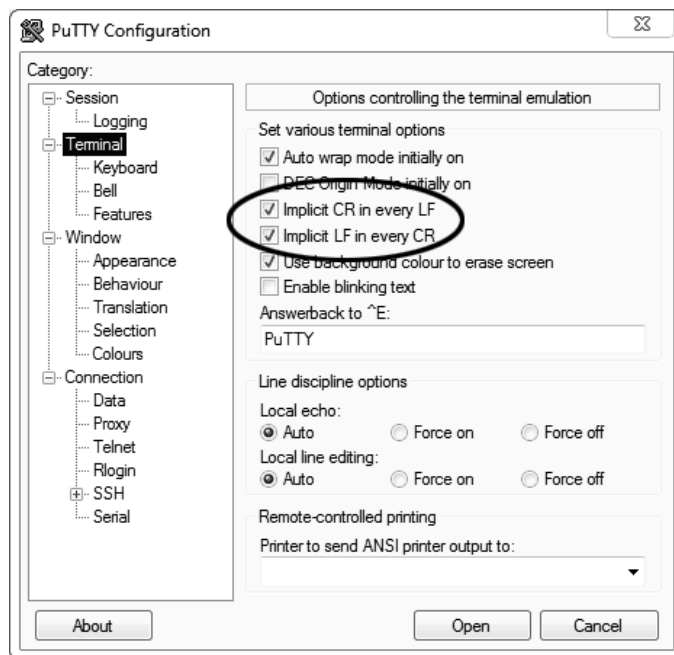 PuTTY Configuration
Category:
Session
Logging
Terminal
Keyboard
Bell
Features
Window
Appearance
Behaviour
Translation
Selection
Colours
Connection
Data
Proxy
Telnet
Rlogin
SSH
Serial
Options controlling the terminal emulation
Set various terminal options
Auto wrap mode initially on
DEC Origin Mode initially on
Implicit CR in every LF
Implicit LF in every CR
Use background colour to erase screen
Enable blinking text
Answerback to ^E:
PuTTY
Line discipline options
Local echo:
Auto Force on Force off
Local line editing:
Auto Force on Force off
Remote-controlled printing
Printer to send ANSI printer output to:
About Open Cancel